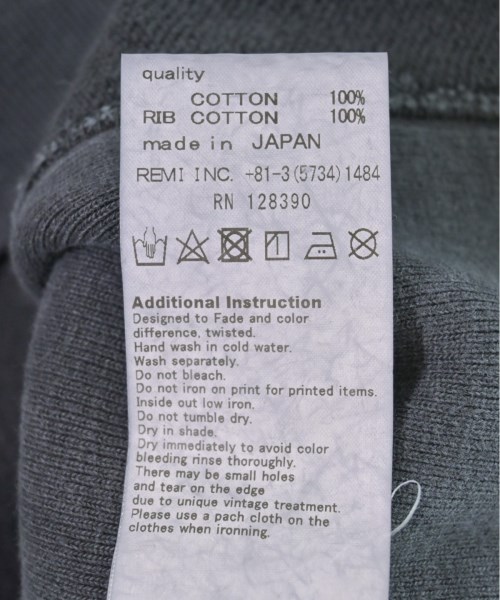 quality
COTTON 100%
RIB COTTON 100%
made in JAPAN
REMI INC. +81-3(5734)1484
RN 128390
Additional Instruction
Designed to Fade and color
difference, twisted.
Hand wash in cold water.
Wash separately.
Do not bleach.
Do not iron on print for printed items.
Inside out low iron.
Do not tumble dry.
Dry in shade.
Dry immediately to avoid color
bleeding rinse thoroughly.
There may be small holes
and tear on the edge
due to unique vintage treatment.
Please use a pach cloth on the
clothes when ironning.